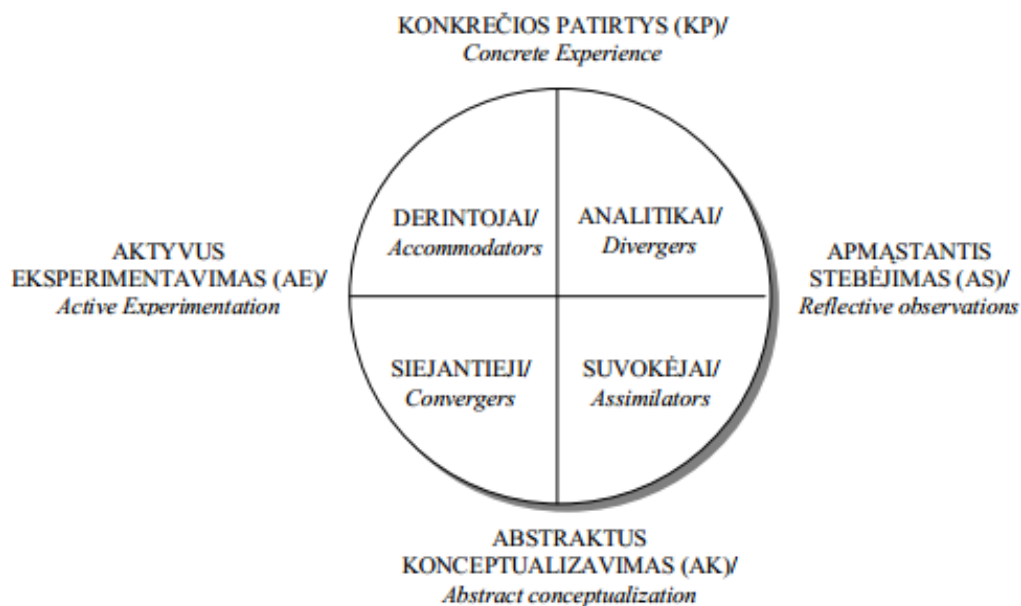 KONKREČIOS PATIRTYS (KP)/
Concrete Experience
DERINTOJAI/
Accommodators
ANALITIKAI/
Divergers
AKTYVUS
EKSPERIMENTAVIMAS (AE)/
Active Experimentation
APMĄSTANTIS
STEBĖJIMAS (AS)/
Reflective observations
SIEJANTIEJI/
Convergers
SUVOKĖJAI/
Assimilators
ABSTRAKTUS
KONCEPTUALIZAVIMAS (AK)/
Abstract conceptualization